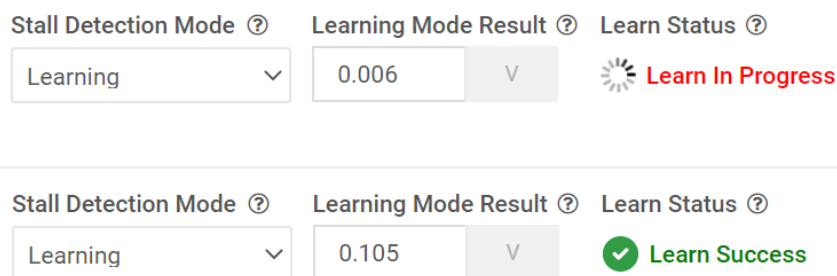 Stall Detection Mode ? Learning Mode Result ? Learn Status ?
Learning 0.006 V Learn In Progress
Stall Detection Mode ? Learning Mode Result ? Learn Status ?
Learning 0.105 V Learn Success